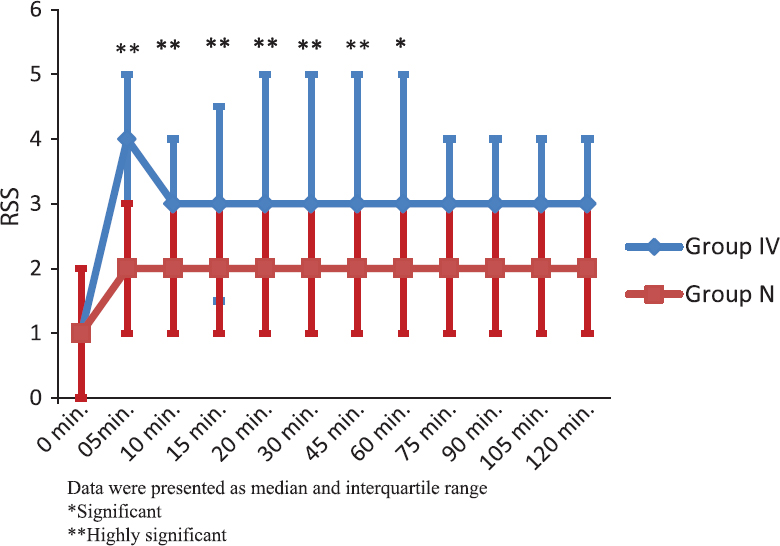 6
** ** ** ** ** ** *
5
4
3
2
1
0
RSS
Group IV
Group N
0 min.
05min.
10 min.
15 min.
20 min.
30 min.
45 min.
60 min.
75 min.
90 min.
105 min.
120 min.
Data were presented as median and interquartile range
*Significant
**Highly significant